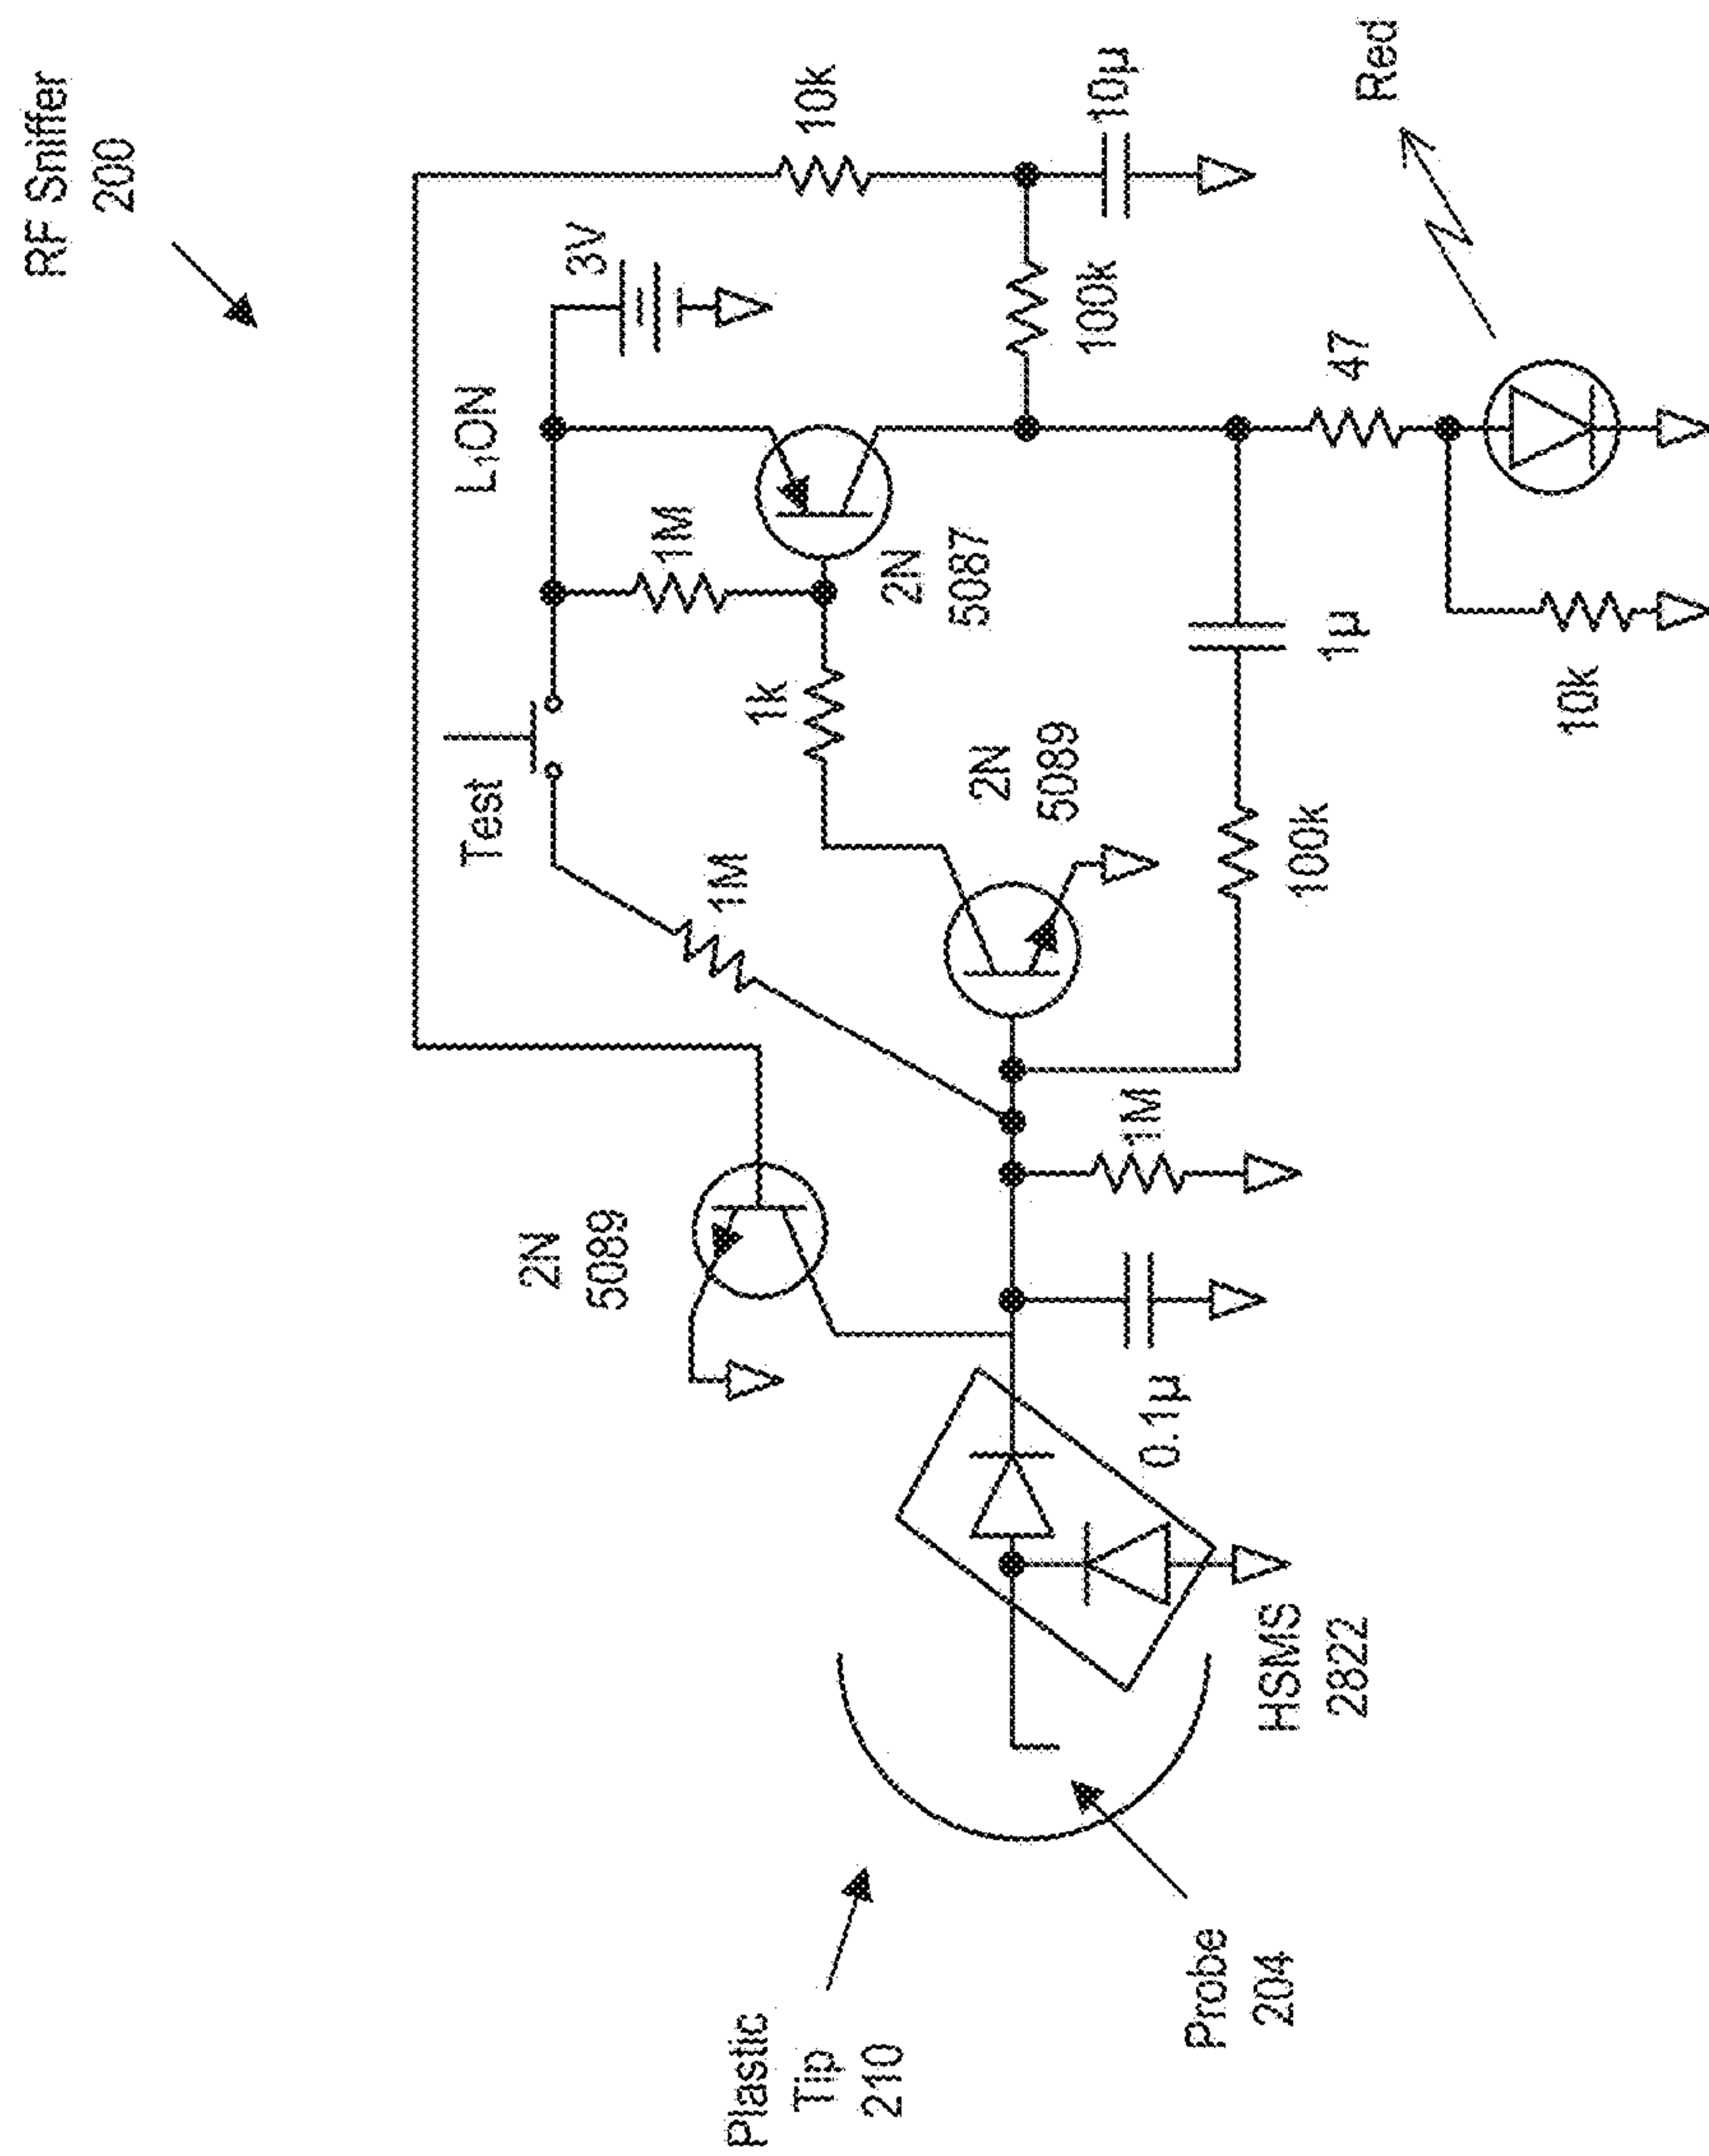 RF Sniffer
200
10k
10µ
Red
3V
L₁ON
100k
47
1M
2N
5087
Test
1k
1µ
10k
2N
5089
1M
100k
2N
5089
1M
0.1µ
HSMS
2822
Plastic
Tip
210
Probe
204